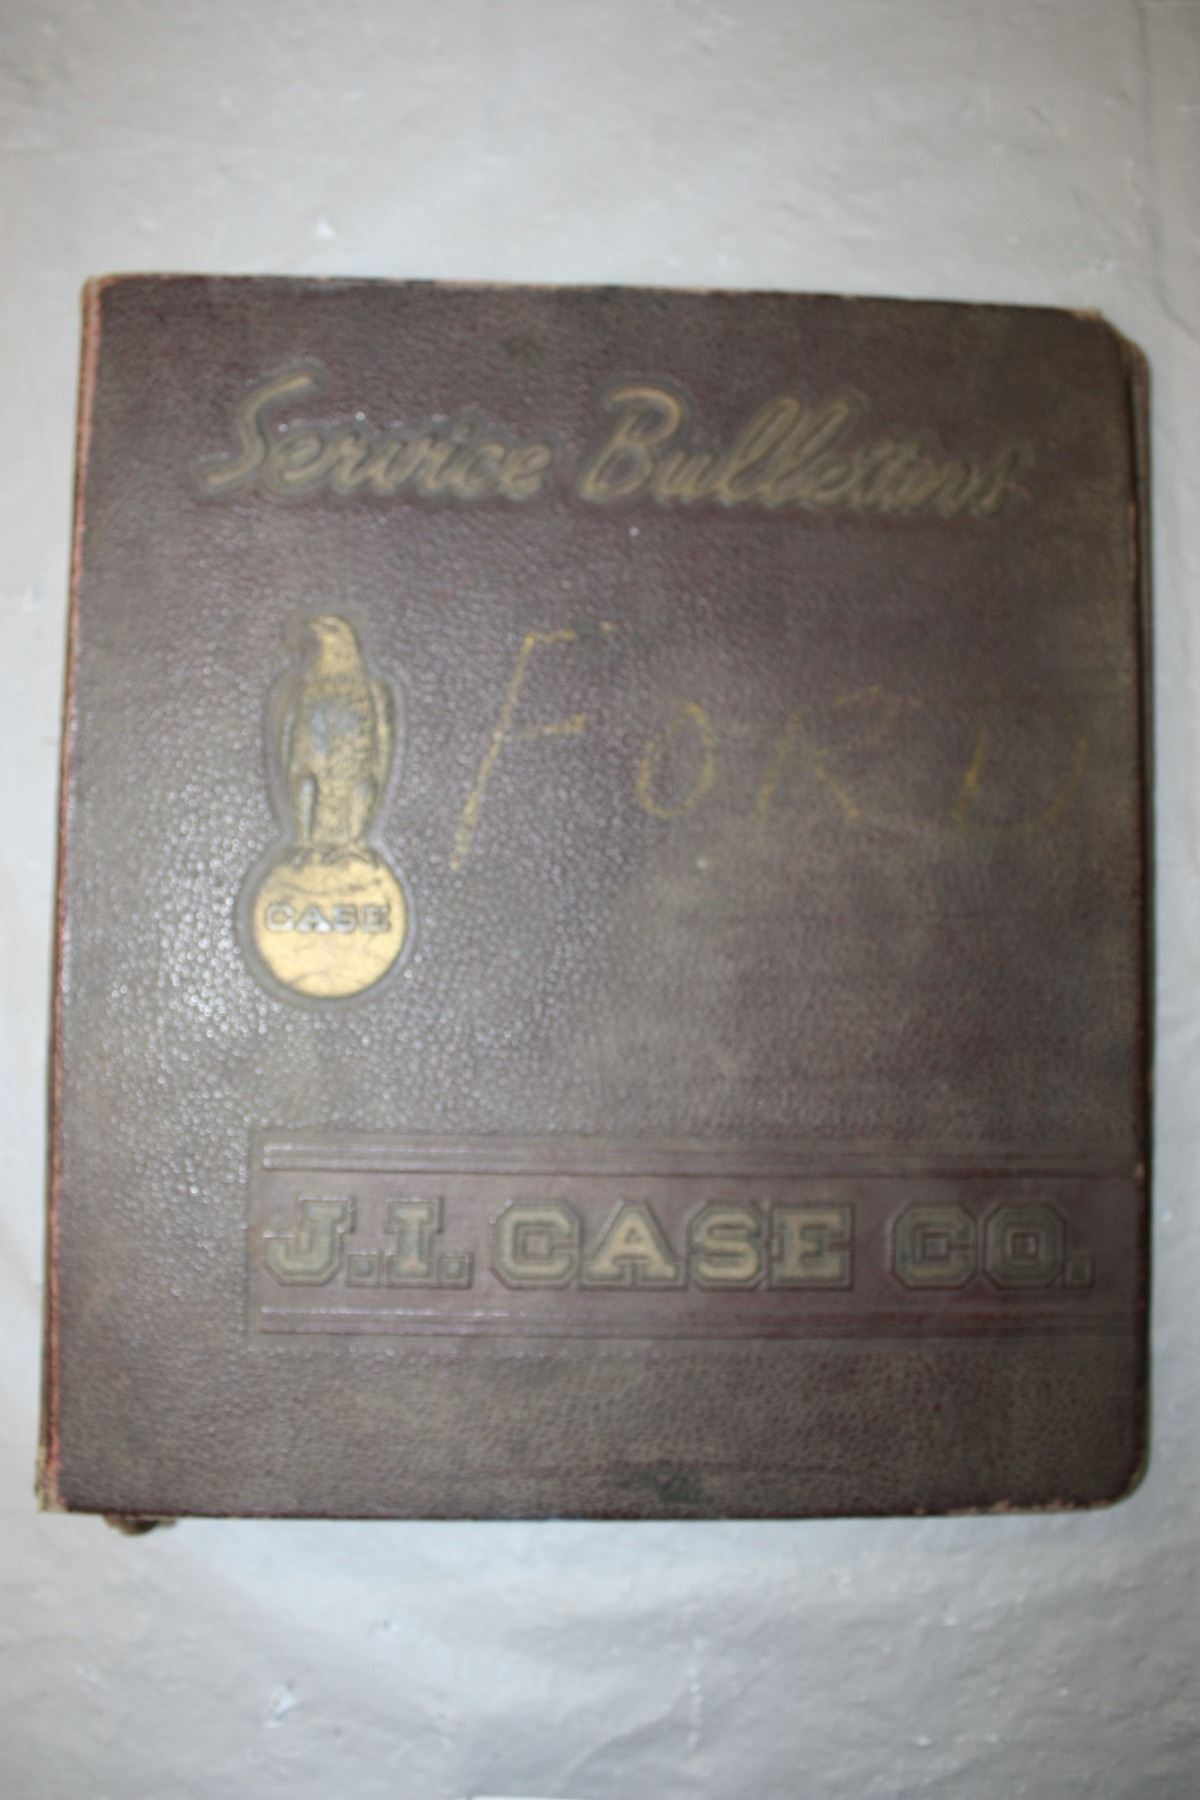 Service Bulletins
FORD
CASE
J.I. CASE CO.